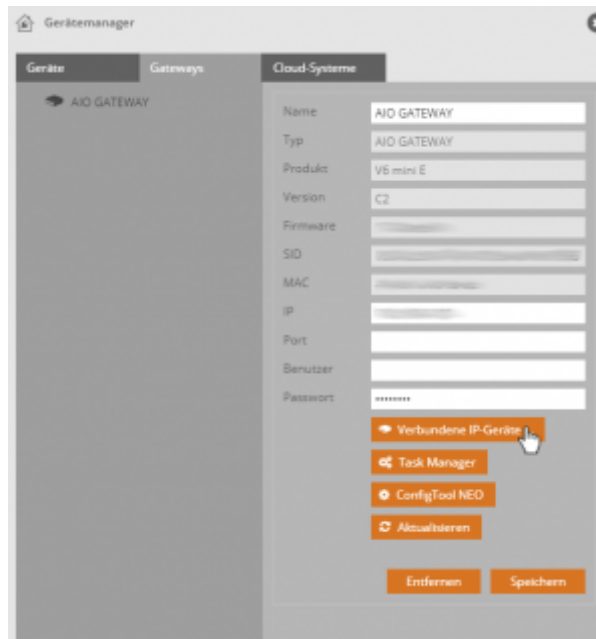 Gerätemanager
Geräte Gateways Cloud-Systeme
AIO GATEWAY
Name AIO GATEWAY
Typ AIO GATEWAY
Produkt V6 mini E
Version C2
Firmware
SID
MAC
IP
Port
Benutzer
Passwort ••••••••
Verbundene IP-Geräte
Task Manager
ConfigTool NEO
Aktualisieren
Entfernen Speichern